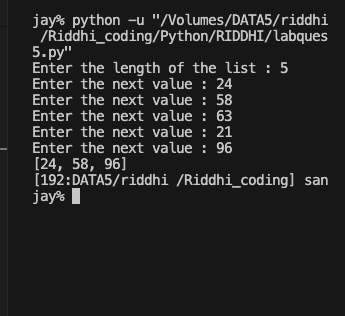 jay% python -u "/Volumes/DATA5/riddhi
/Riddhi_coding/Python/RIDDHI/labques
5.py"
Enter the length of the list : 5
Enter the next value : 24
Enter the next value : 58
Enter the next value : 63
Enter the next value : 21
Enter the next value : 96
[24, 58, 96]
[192:DATA5/riddhi /Riddhi_coding] san
jay%